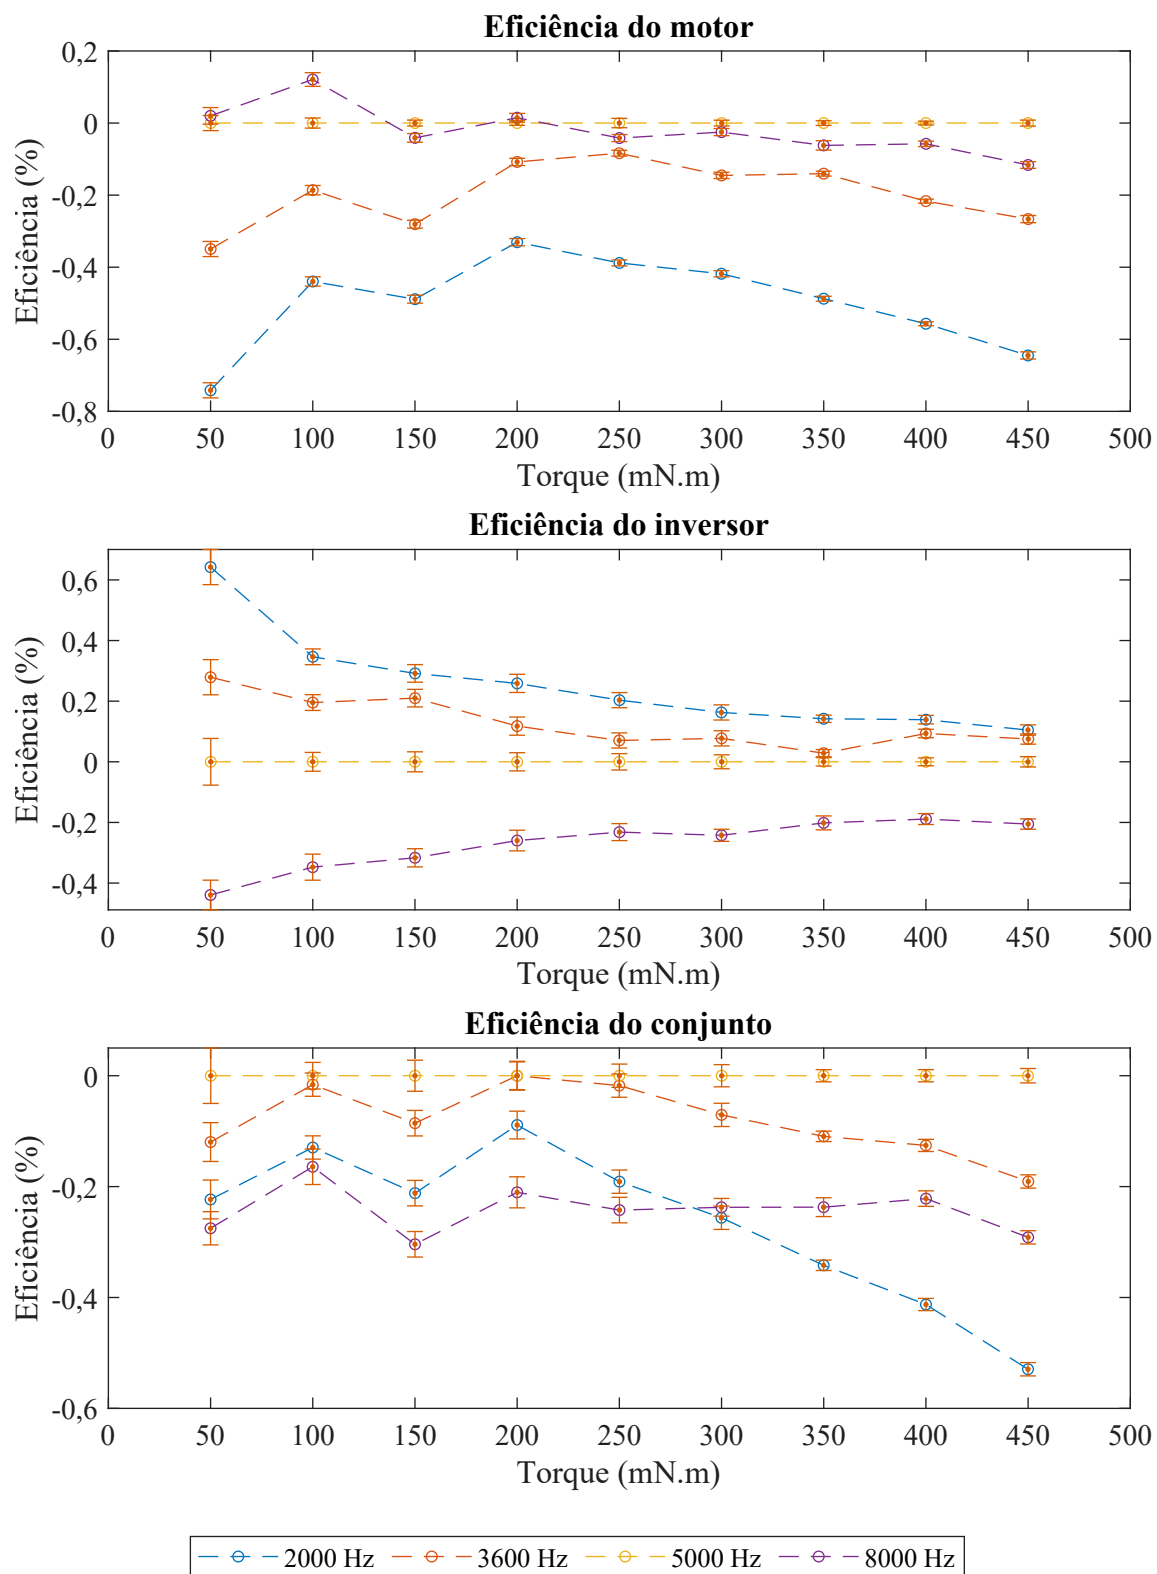 Eficiência do motor
0,2
0
-0,2
-0,4
-0,6
-0,8
Eficiência (%)
0 50 100 150 200 250 300 350 400 450 500
Torque (mN.m)
Eficiência do inversor
0,6
0,4
0,2
0
-0,2
-0,4
Eficiência (%)
0 50 100 150 200 250 300 350 400 450 500
Torque (mN.m)
Eficiência do conjunto
0
-0,2
-0,4
-0,6
Eficiência (%)
0 50 100 150 200 250 300 350 400 450 500
Torque (mN.m)
2000 Hz 3600 Hz 5000 Hz 8000 Hz